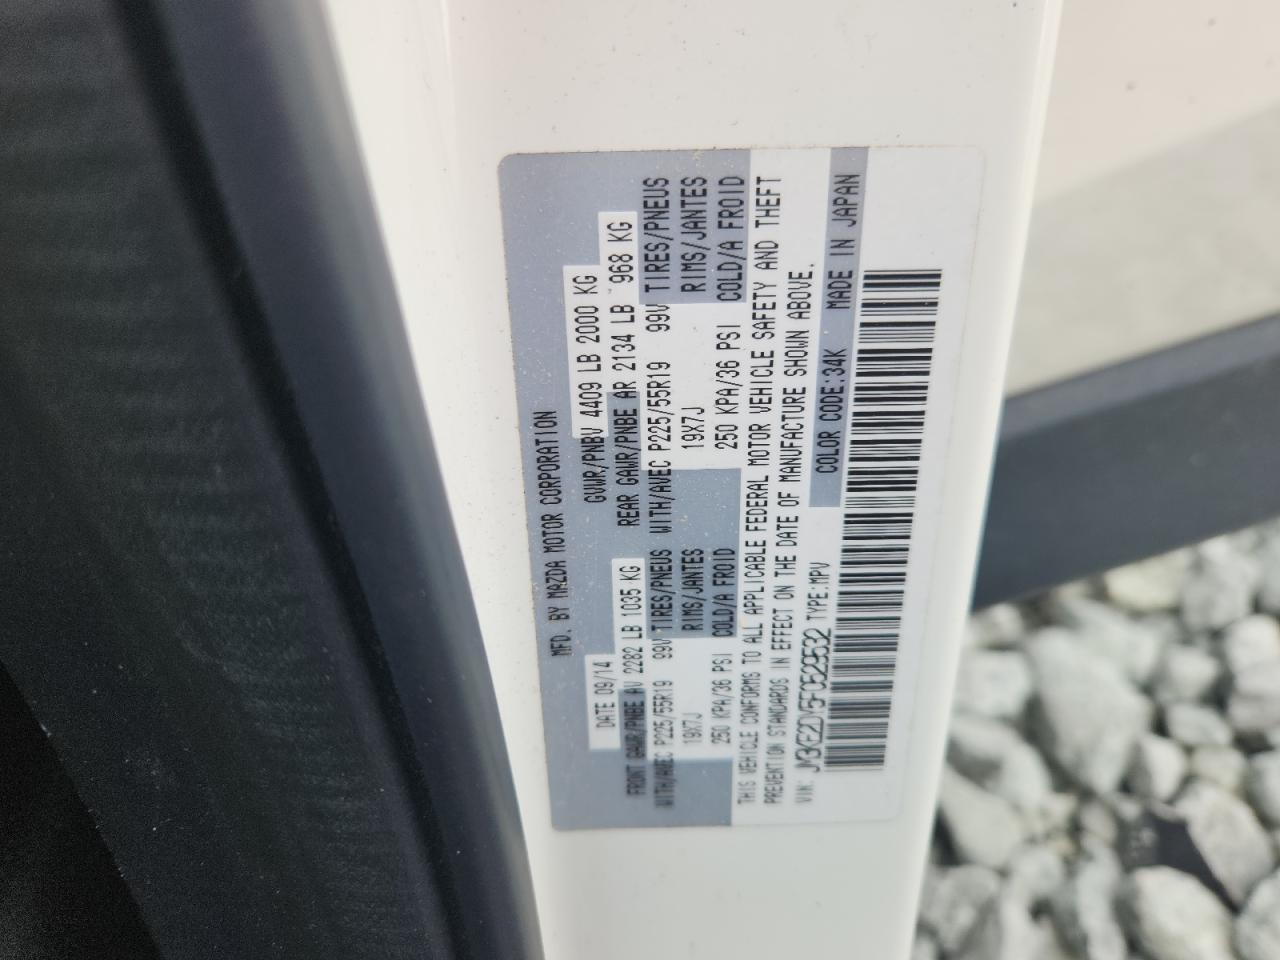 MFD. BY MAZDA MOTOR CORPORATION
DATE 09/14 GVWR/PNBV 4409 LB 2000 KG
FRONT GAWR/PNBE AV 2282 LB 1035 KG REAR GAWR/PNBE AR 2134 LB 968 KG
WITH/AVEC P225/55R19 99V TIRES/PNEUS WITH/AVEC P225/55R19 99V TIRES/PNEUS
19X7J RIMS/JANTES 19X7J RIMS/JANTES
250 KPA/36 PSI COLD/A FROID 250 KPA/36 PSI COLD/A FROID
THIS VEHICLE CONFORMS TO ALL APPLICABLE FEDERAL MOTOR VEHICLE SAFETY AND THEFT
PREVENTION STANDARDS IN EFFECT ON THE DATE OF MANUFACTURE SHOWN ABOVE.
VIN: JM3KE2DY5F0529532 TYPE:MPV COLOR CODE:34K MADE IN JAPAN